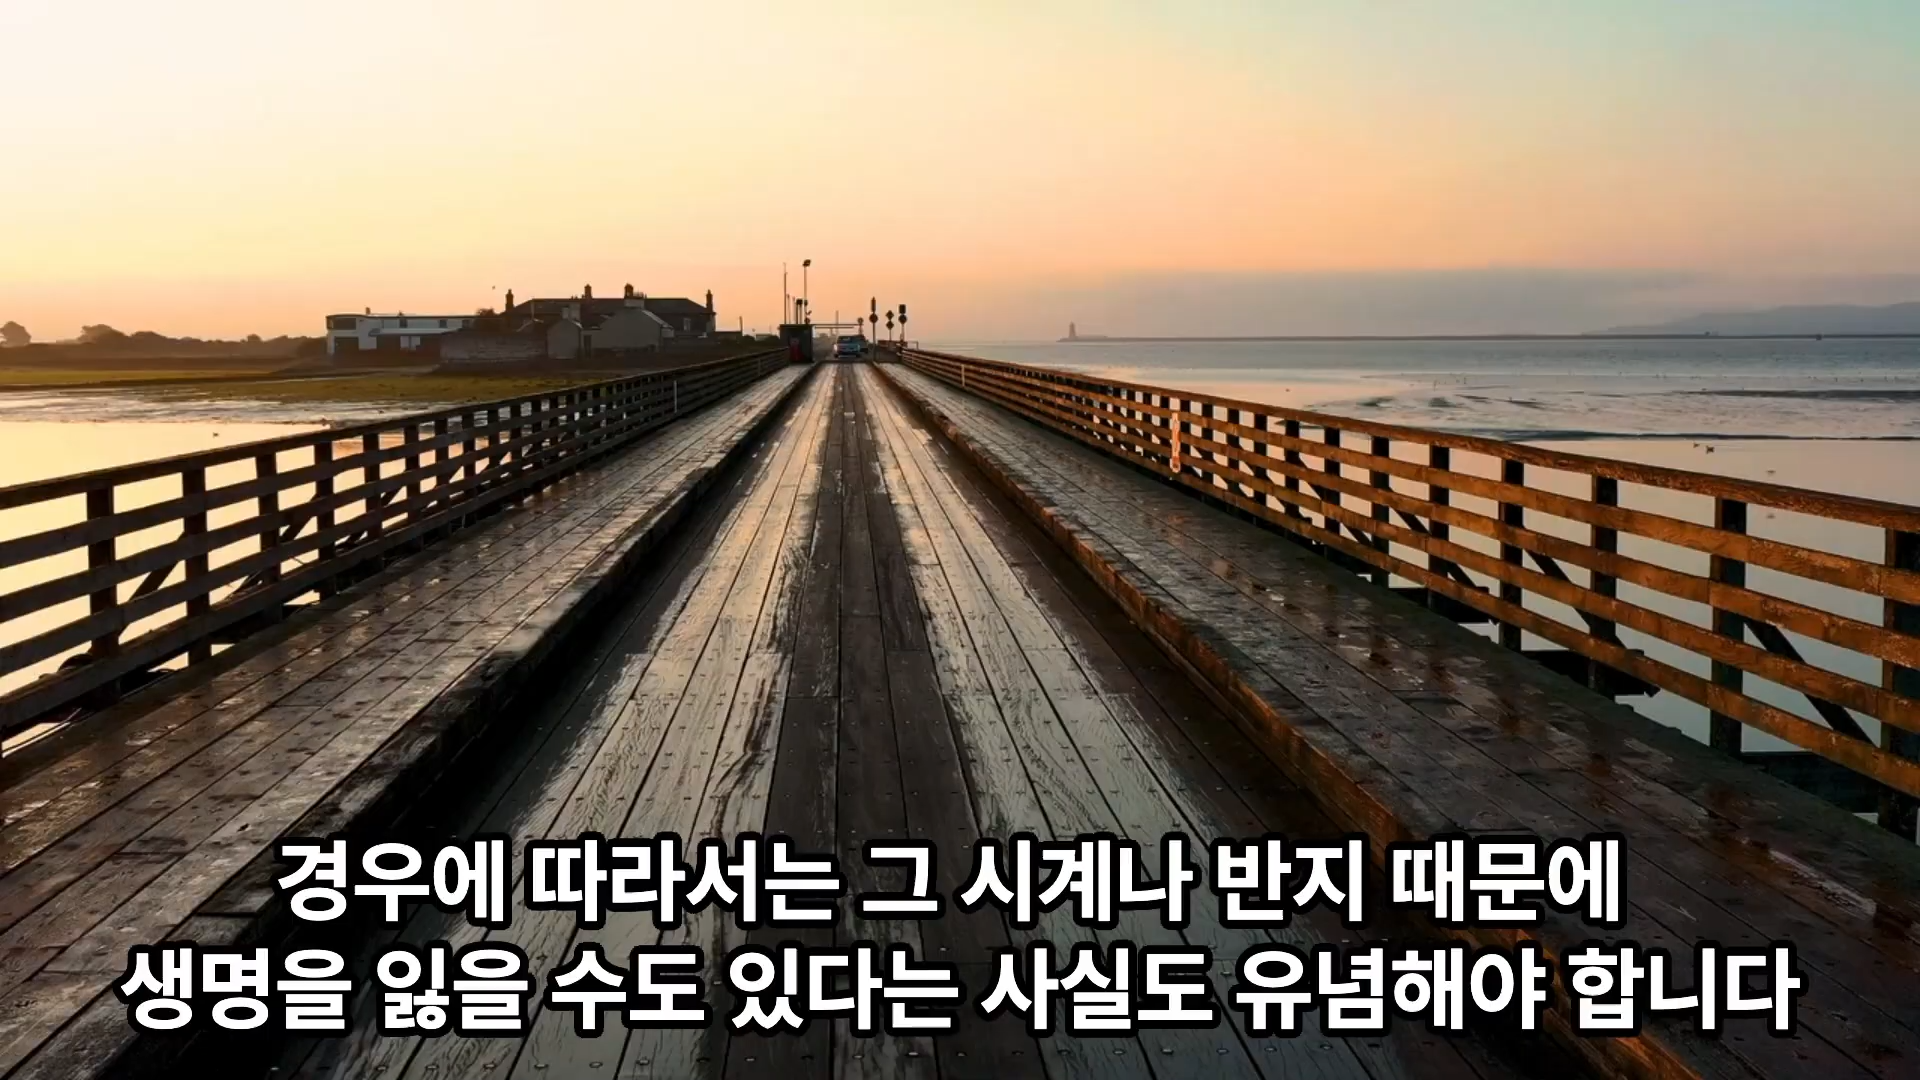 경우에 따라서는 그 시계나 반지 때문에
생명을 잃을 수도 있다는 사실도 유념해야 합니다